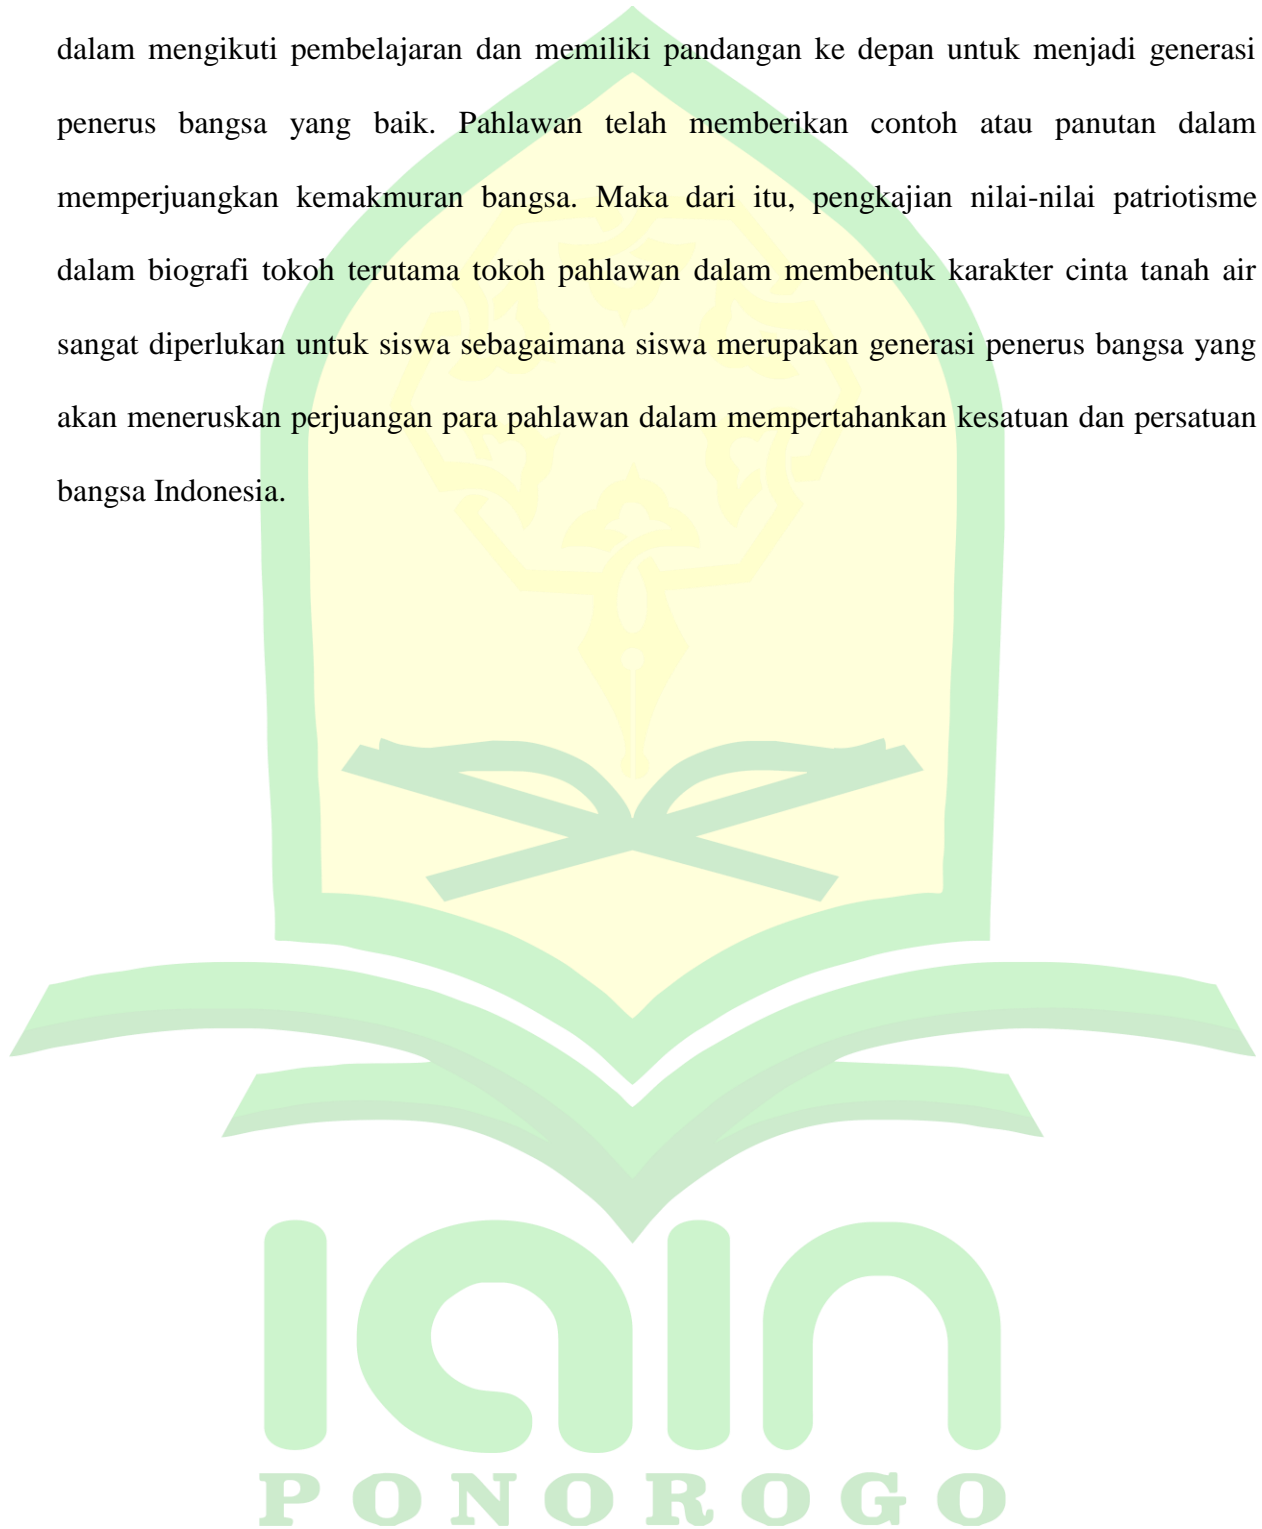 dalam mengikuti pembelajaran dan memiliki pandangan ke depan untuk menjadi generasi
penerus bangsa yang baik. Pahlawan telah memberikan contoh atau panutan dalam
memperjuangkan kemakmuran bangsa. Maka dari itu, pengkajian nilai-nilai patriotisme
dalam biografi tokoh terutama tokoh pahlawan dalam membentuk karakter cinta tanah air
sangat diperlukan untuk siswa sebagaimana siswa merupakan generasi penerus bangsa yang
akan meneruskan perjuangan para pahlawan dalam mempertahankan kesatuan dan persatuan
bangsa Indonesia.
IAIN
PONOROGO